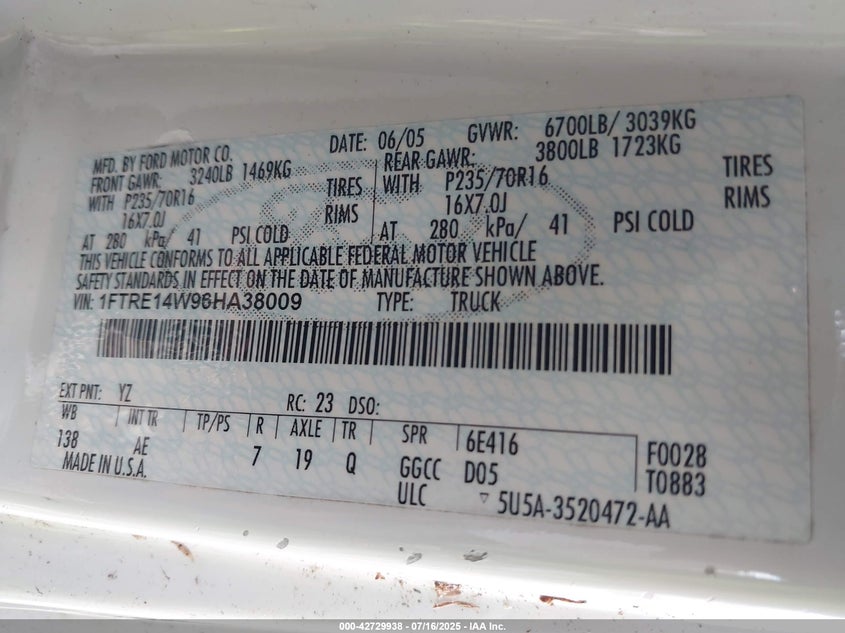 MFD. BY FORD MOTOR CO.
DATE: 06/05 GVWR: 6700LB/ 3039KG
FRONT GAWR: 3240LB 1469KG REAR GAWR: 3800LB 1723KG
WITH P235/70R16 TIRES WITH P235/70R16 TIRES
16X7.0J RIMS 16X7.0J RIMS
AT 280 kPa/ 41 PSI COLD AT 280 kPa/ 41 PSI COLD
THIS VEHICLE CONFORMS TO ALL APPLICABLE FEDERAL MOTOR VEHICLE
SAFETY STANDARDS IN EFFECT ON THE DATE OF MANUFACTURE SHOWN ABOVE.
VIN: 1FTRE14W96HA38009 TYPE: TRUCK
EXT PNT: YZ RC: 23 DSO:
WB INT TR TP/PS R AXLE TR SPR 6E416 F0028
138 AE 7 19 Q GGCC D05 T0883
MADE IN U.S.A. ULC ▽ 5U5A-3520472-AA
000-42729938 - 07/16/2025 - IAA Inc.